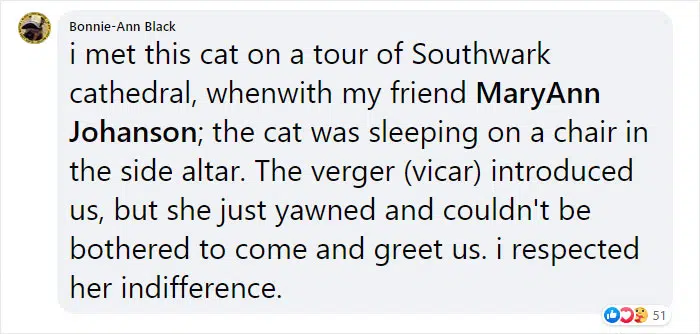 Bonnie-Ann Black
i met this cat on a tour of Southwark
cathedral, whenwith my friend MaryAnn
Johanson; the cat was sleeping on a chair in
the side altar. The verger (vicar) introduced
us, but she just yawned and couldn't be
bothered to come and greet us. i respected
her indifference.
51